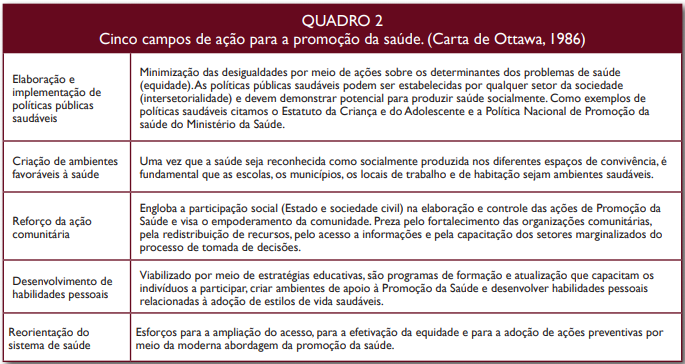 QUADRO 2
Cinco campos de ação para a promoção da saúde. (Carta de Ottawa, 1986)
Elaboração e
implementação de
políticas públicas
saudáveis
Minimização das desigualdades por meio de ações sobre os determinantes dos problemas de saúde
(equidade). As políticas públicas saudáveis podem ser estabelecidas por qualquer setor da sociedade
(intersetorialidade) e devem demonstrar potencial para produzir saúde socialmente. Como exemplos de
políticas saudáveis citamos o Estatuto da Criança e do Adolescente e a Política Nacional de Promoção da
saúde do Ministério da Saúde.
Criação de ambientes
favoráveis à saúde
Uma vez que a saúde seja reconhecida como socialmente produzida nos diferentes espaços de convivência, é
fundamental que as escolas, os municípios, os locais de trabalho e de habitação sejam ambientes saudáveis.
Reforço da ação
comunitária
Engloba a participação social (Estado e sociedade civil) na elaboração e controle das ações de Promoção da
Saúde e visa o empoderamento da comunidade. Preza pelo fortalecimento das organizações comunitárias,
pela redistribuição de recursos, pelo acesso a informações e pela capacitação dos setores marginalizados do
processo de tomada de decisões.
Desenvolvimento de
habilidades pessoais
Viabilizado por meio de estratégias educativas, são programas de formação e atualização que capacitam os
indivíduos a participar, criar ambientes de apoio à Promoção da Saúde e desenvolver habilidades pessoais
relacionadas à adoção de estilos de vida saudáveis.
Reorientação do
sistema de saúde
Esforços para a ampliação do acesso, para a efetivação da equidade e para a adoção de ações preventivas por
meio da moderna abordagem da promoção da saúde.